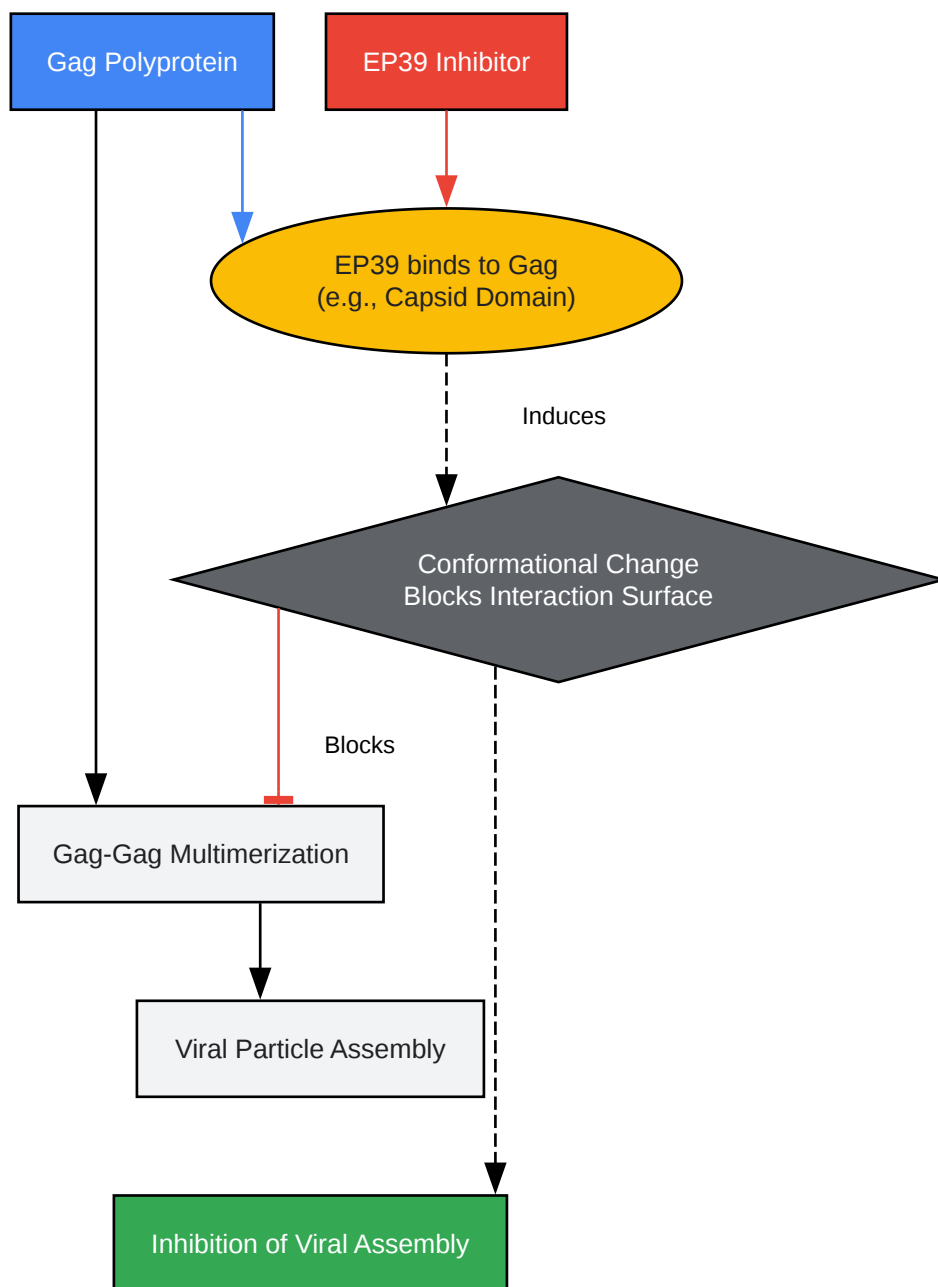 Gag Polyprotein
EP39 Inhibitor
EP39 binds to Gag
(e.g., Capsid Domain)
Induces
Conformational Change
Blocks Interaction Surface
Blocks
Gag-Gag Multimerization
Viral Particle Assembly
Inhibition of Viral Assembly